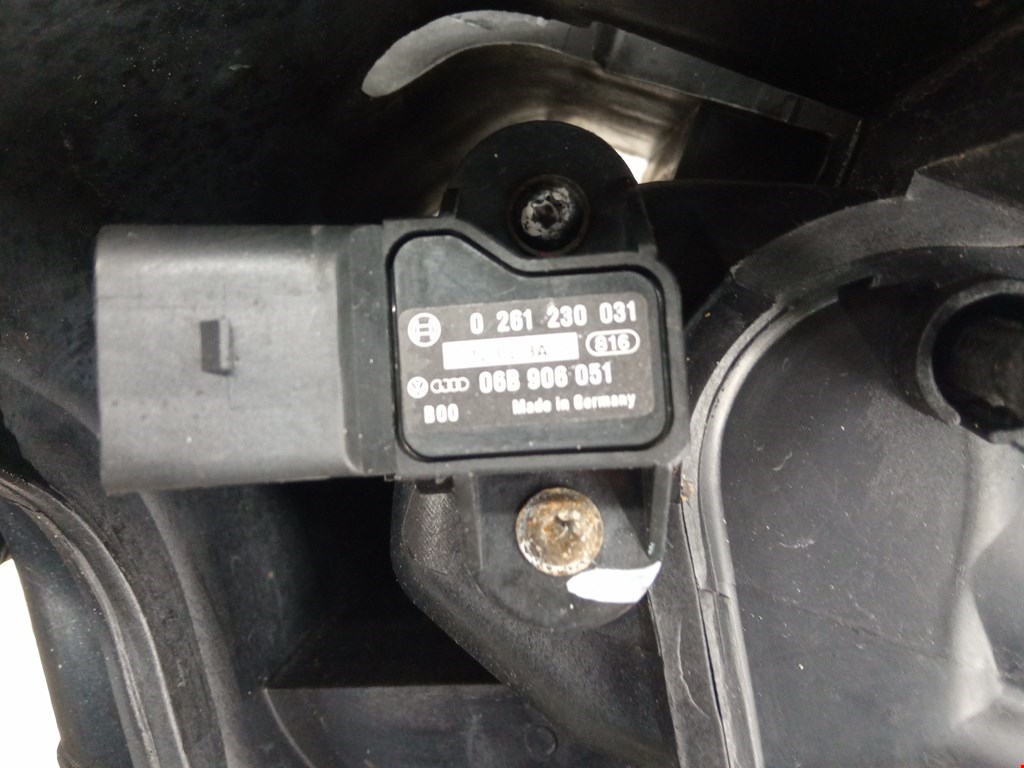 0 261 230 031
816
06B 906 051
B00 Made in Germany